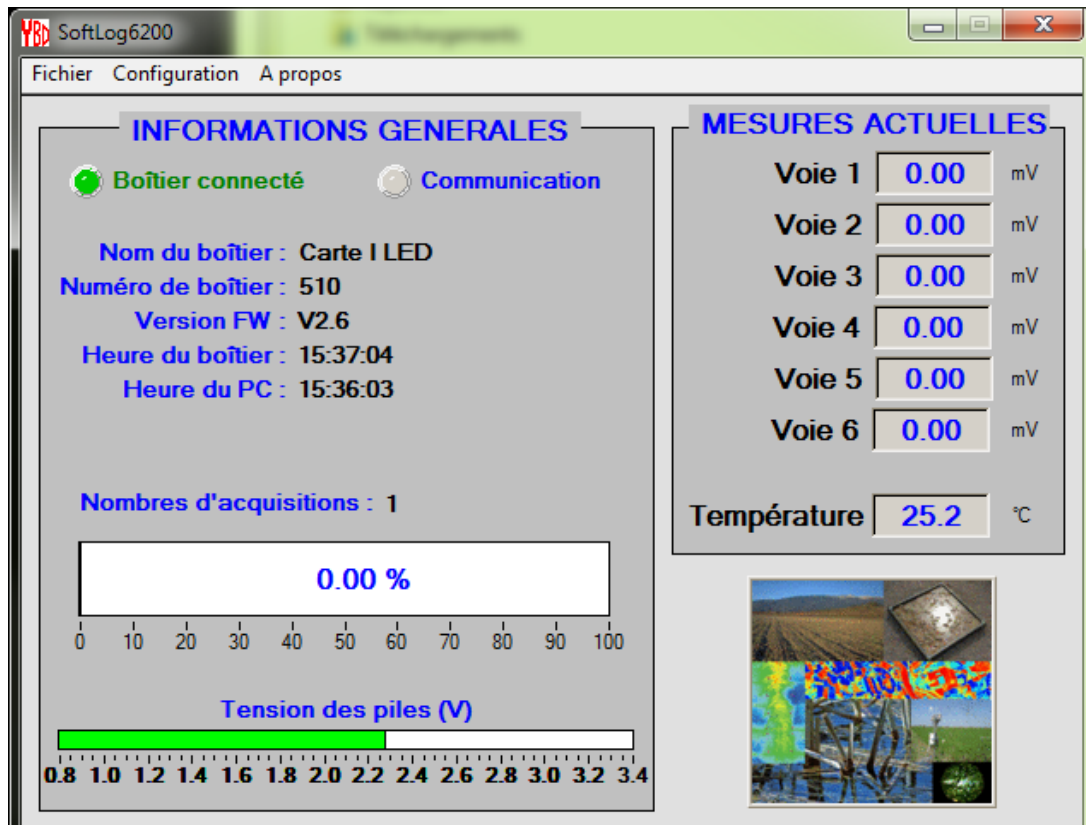 YBD SoftLog6200
Téléchargements
Fichier Configuration A propos
INFORMATIONS GENERALES
Boîtier connecté Communication
Nom du boîtier : Carte I LED
Numéro de boîtier : 510
Version FW : V2.6
Heure du boîtier : 15:37:04
Heure du PC : 15:36:03
Nombres d'acquisitions : 1
0.00 %
0 10 20 30 40 50 60 70 80 90 100
Tension des piles (V)
0.8 1.0 1.2 1.4 1.6 1.8 2.0 2.2 2.4 2.6 2.8 3.0 3.2 3.4
MESURES ACTUELLES
Voie 1 0.00 mV
Voie 2 0.00 mV
Voie 3 0.00 mV
Voie 4 0.00 mV
Voie 5 0.00 mV
Voie 6 0.00 mV
Température 25.2 °C